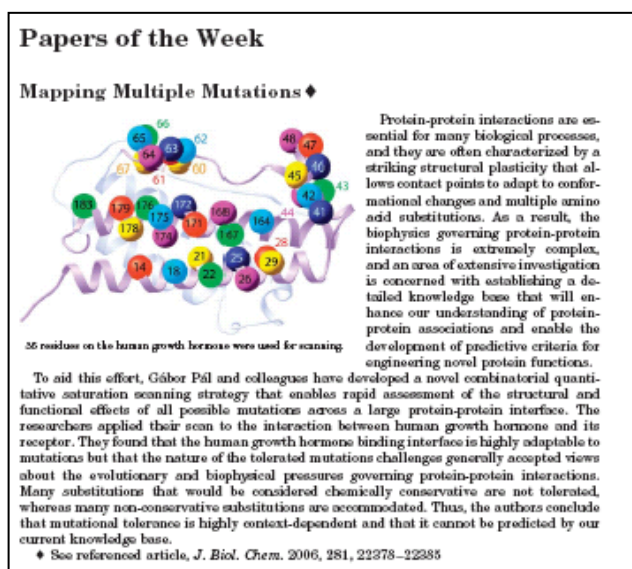 Papers of the Week
Mapping Multiple Mutations ♦
Protein-protein interactions are es-
sential for many biological processes,
and they are often characterized by a
striking structural plasticity that al-
lows contact points to adapt to confor-
mational changes and multiple amino
acid substitutions. As a result, the
biophysics governing protein-protein
interactions is extremely complex,
and an area of extensive investigation
is concerned with establishing a de-
tailed knowledge base that will en-
hance our understanding of protein-
protein associations and enable the
development of predictive criteria for
engineering novel protein functions.
66
65 63 62
64
67 60
61
48 47
46
45 43
42
44 41
183 179 176 172 168 164
175 171
178 174 167
28
21 25 29
14 18 22 26
35 residues on the human growth hormone were used for scanning.
To aid this effort, Gábor Pál and colleagues have developed a novel combinatorial quanti-
tative saturation scanning strategy that enables rapid assessment of the structural and
functional effects of all possible mutations across a large protein-protein interface. The
researchers applied their scan to the interaction between human growth hormone and its
receptor. They found that the human growth hormone binding interface is highly adaptable to
mutations but that the nature of the tolerated mutations challenges generally accepted views
about the evolutionary and biophysical pressures governing protein-protein interactions.
Many substitutions that would be considered chemically conservative are not tolerated,
whereas many non-conservative substitutions are accommodated. Thus, the authors conclude
that mutational tolerance is highly context-dependent and that it cannot be predicted by our
current knowledge base.
♦ See referenced article, J. Biol. Chem. 2006, 281, 22378–22385